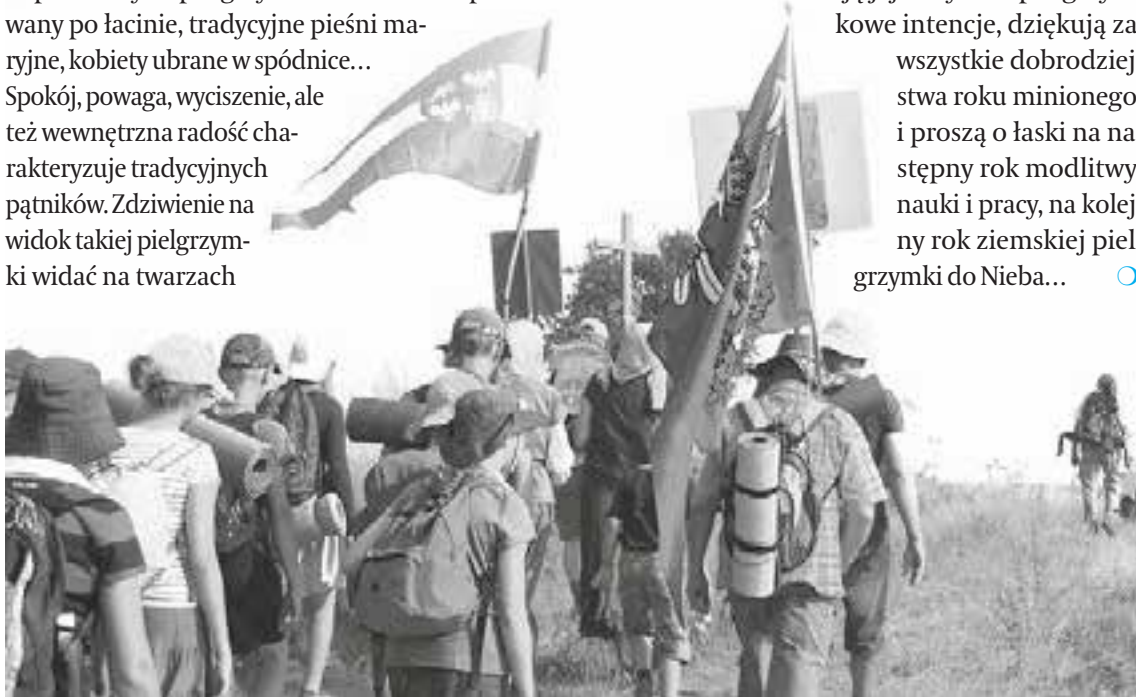 wany po łacinie, tradycyjne pieśni ma-
ryjne, kobiety ubrane w spódnice...
Spokój, powaga, wyciszenie, ale
też wewnętrzna radość cha-
rakteryzuje tradycyjnych
pątników. Zdziwienie na
widok takiej pielgrzym-
ki widać na twarzach
kowe intencje, dziękują za
wszystkie dobrodziej
stwa roku minionego
i proszą o łaski na na
stępny rok modlitwy
nauki i pracy, na kolej
ny rok ziemskiej piel
grzymki do Nieba...